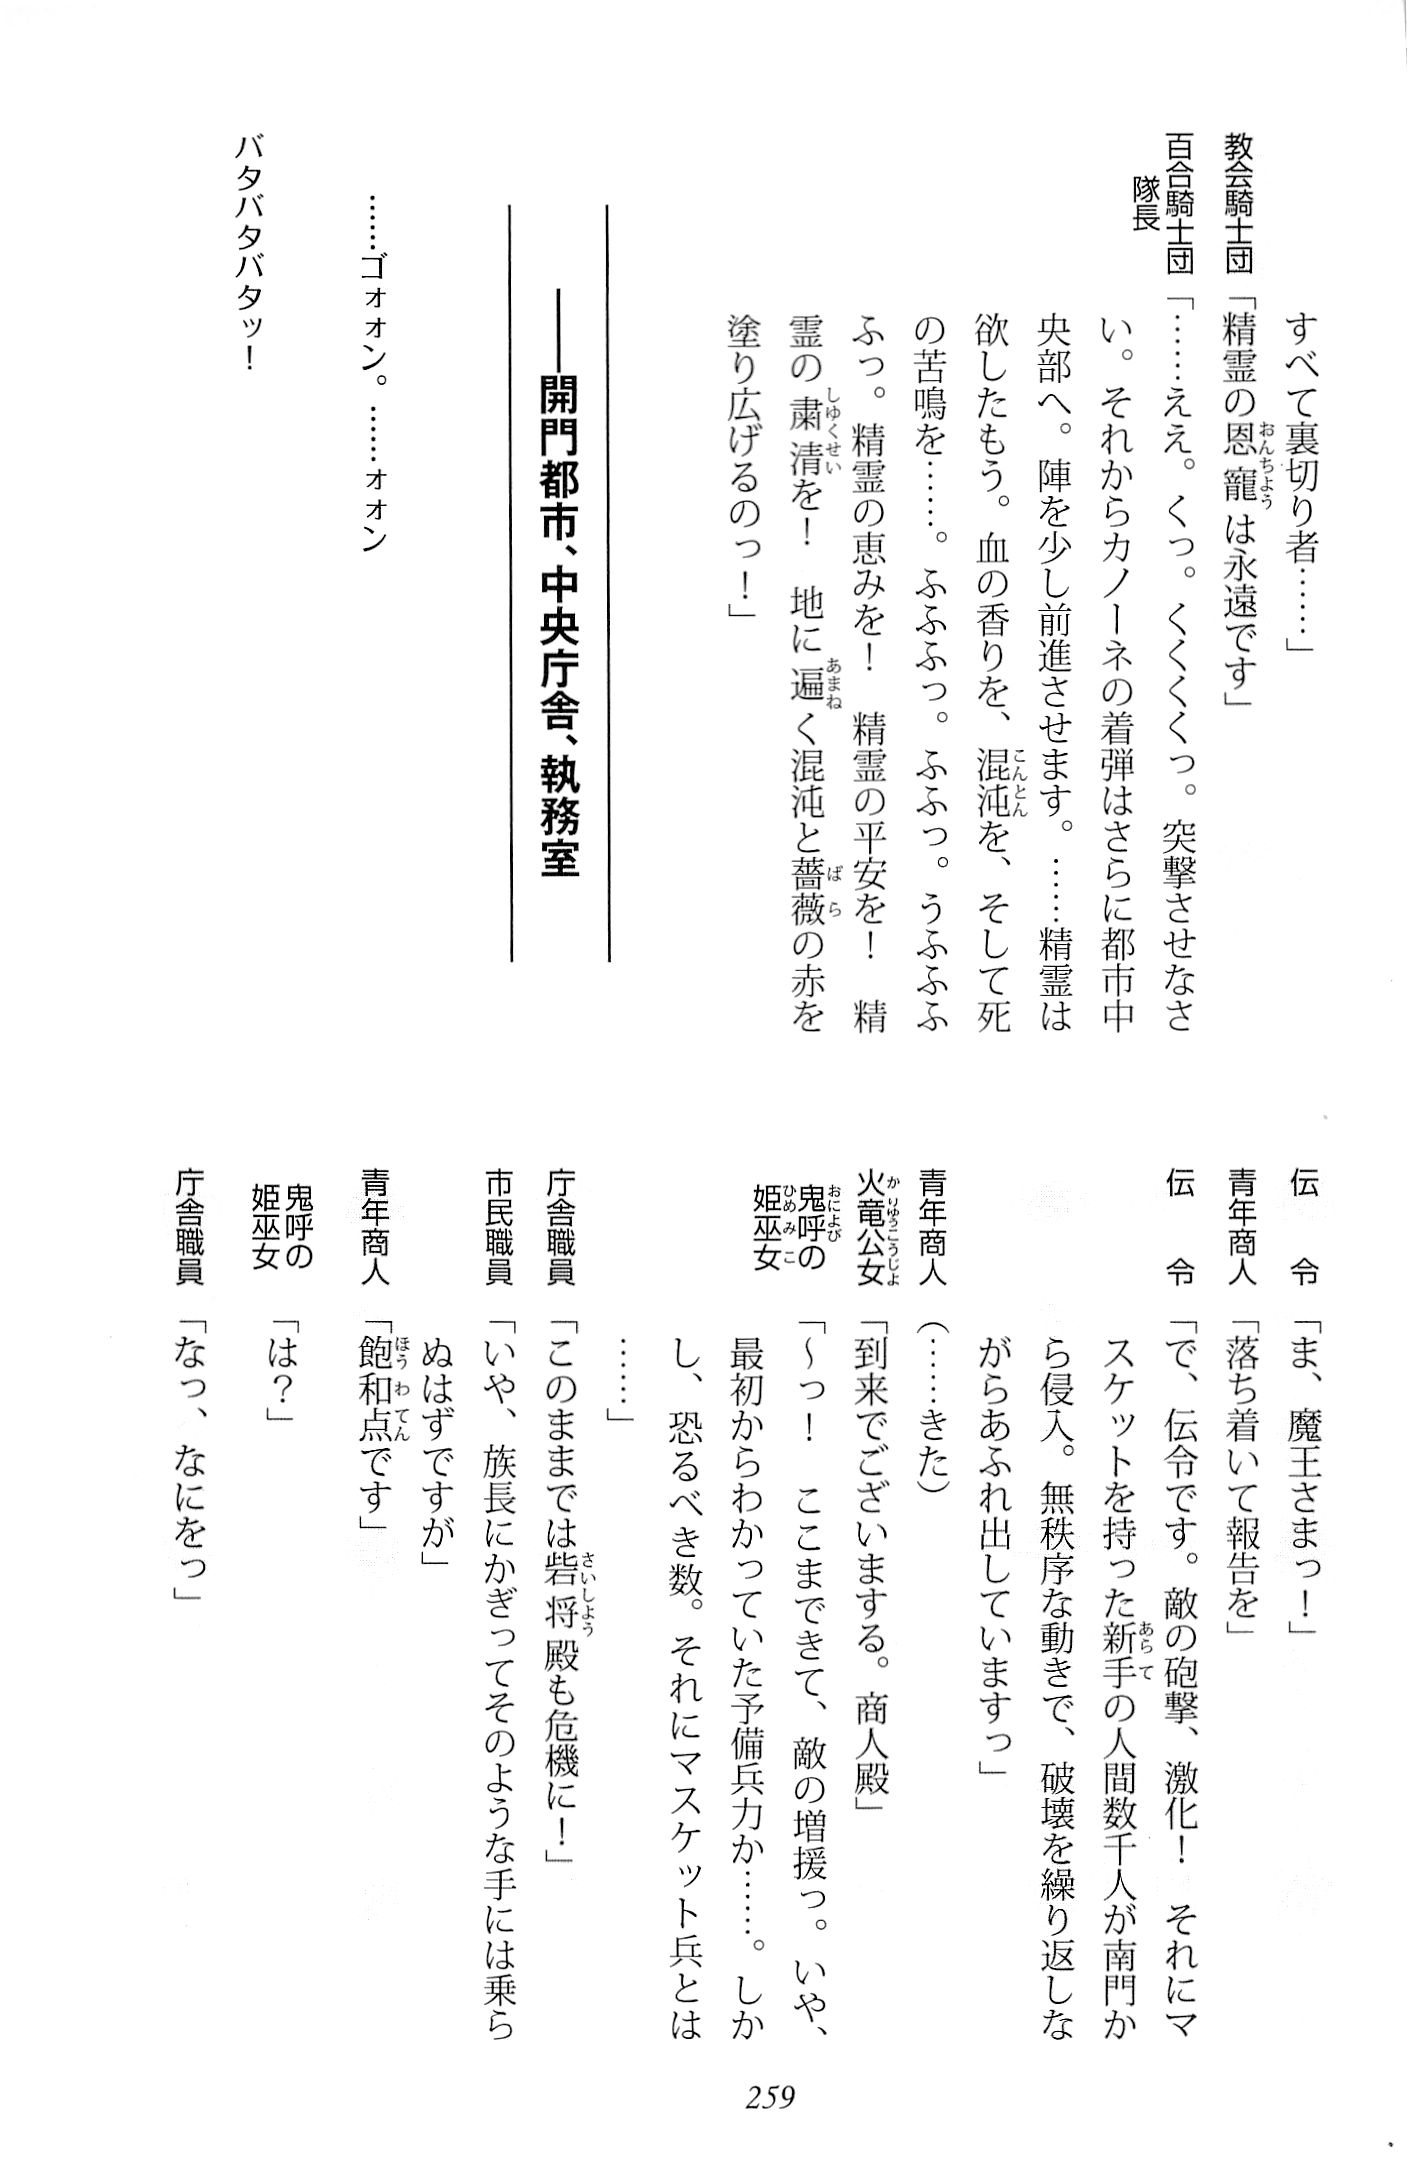 すべて裏切り者……」
教会騎士団「精霊の恩寵は永遠です」
百合騎士団隊長「……ええ。くっ。くくくっ。突撃させなさ
い。それからカノーネの着弾はさらに都市中
央部へ。陣を少し前進させます。……精霊は
欲したもう。血の香りを、混沌を、そして死
の苦鳴を……。ふふふっ。ふふっ。うふふふ
ふっ。精霊の恵みを！　精霊の平安を！　精
霊の粛清を！　地に遍く混沌と薔薇の赤を
塗り広げるのっ！」
――開門都市、中央庁舎、執務室
……ゴォォン。……ォォン
バタバタバタッ！
伝令「ま、魔王さまっ！」
青年商人「落ち着いて報告を」
伝令「で、伝令です。敵の砲撃、激化！　それにマ
スケットを持った新手の人間数千人が南門か
ら侵入。無秩序な動きで、破壊を繰り返しな
がらあふれ出していますっ」
青年商人（……きた）
火竜公女「到来でございまする。商人殿」
鬼呼の姫巫女「～っ！　ここまできて、敵の増援っ。いや、
最初からわかっていた予備兵力か……。しか
し、恐るべき数。それにマスケット兵とは
……」
庁舎職員「このままでは砦将殿も危機に！」
市民職員「いや、族長にかぎってそのような手には乗ら
ぬはずですが」
青年商人「飽和点です」
鬼呼の姫巫女「は？」
庁舎職員「なっ、なにをっ」
259